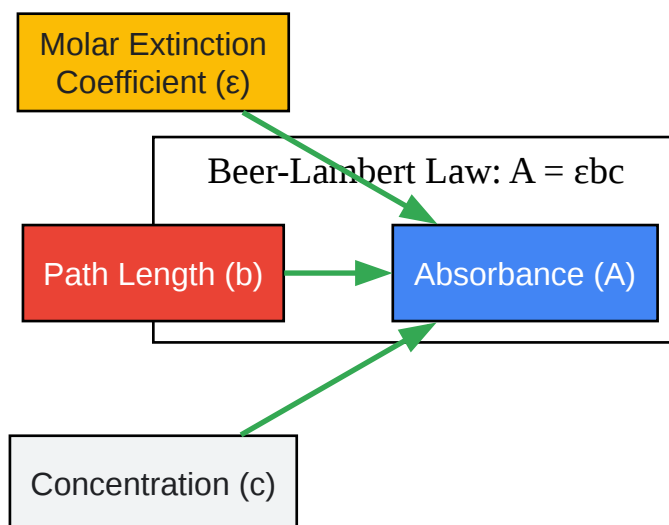 Molar Extinction
Coefficient (ε)
Beer-Lambert Law: A = εbc
Path Length (b)
Absorbance (A)
Concentration (c)